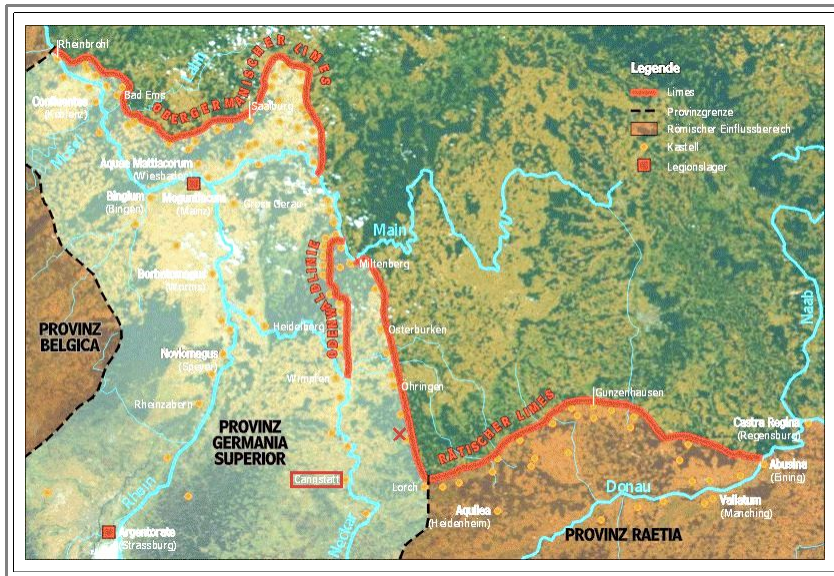 Rheinbrohl
Lahn
OBERGERMANISCHER LIMES
Legende
Limes
Provinzgrenze
Römischer Einflussbereich
Kastell
Legionslager
Bad Ems
Saalburg
Confluentes
(Koblenz)
Mosel
Aquae Mattiacorum
(Wiesbaden)
Mogontiacum
(Mainz)
Bingium
(Bingen)
Gross Gerau
Main
Miltenberg
ODENWALDLINIE
Borbetomagus
(Worms)
Naab
PROVINZ
BELGICA
Heidelberg
Osterburken
Noviomagus
(Speyer)
Wimpfen
Öhringen
Gunzenhausen
Rheinzabern
RÄTISCHER LIMES
Castra Regina
(Regensburg)
PROVINZ
GERMANIA
SUPERIOR
Abusina
(Eining)
Cannstatt
Lorch
Donau
Rhein
Vallatum
(Manching)
Aquilea
(Heidenheim)
PROVINZ RAETIA
Argentorate
(Strassburg)
Neckar